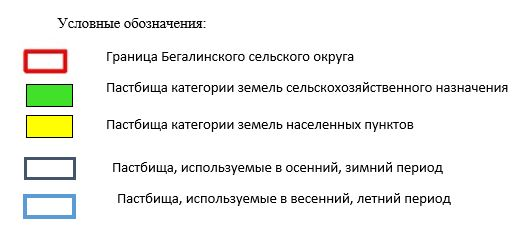 Условные обозначения:
Граница Бегалинского сельского округа
Пастбища категории земель сельскохозяйственного назначения
Пастбища категории земель населенных пунктов
Пастбища, используемые в осенний, зимний период
Пастбища, используемые в весенний, летний период